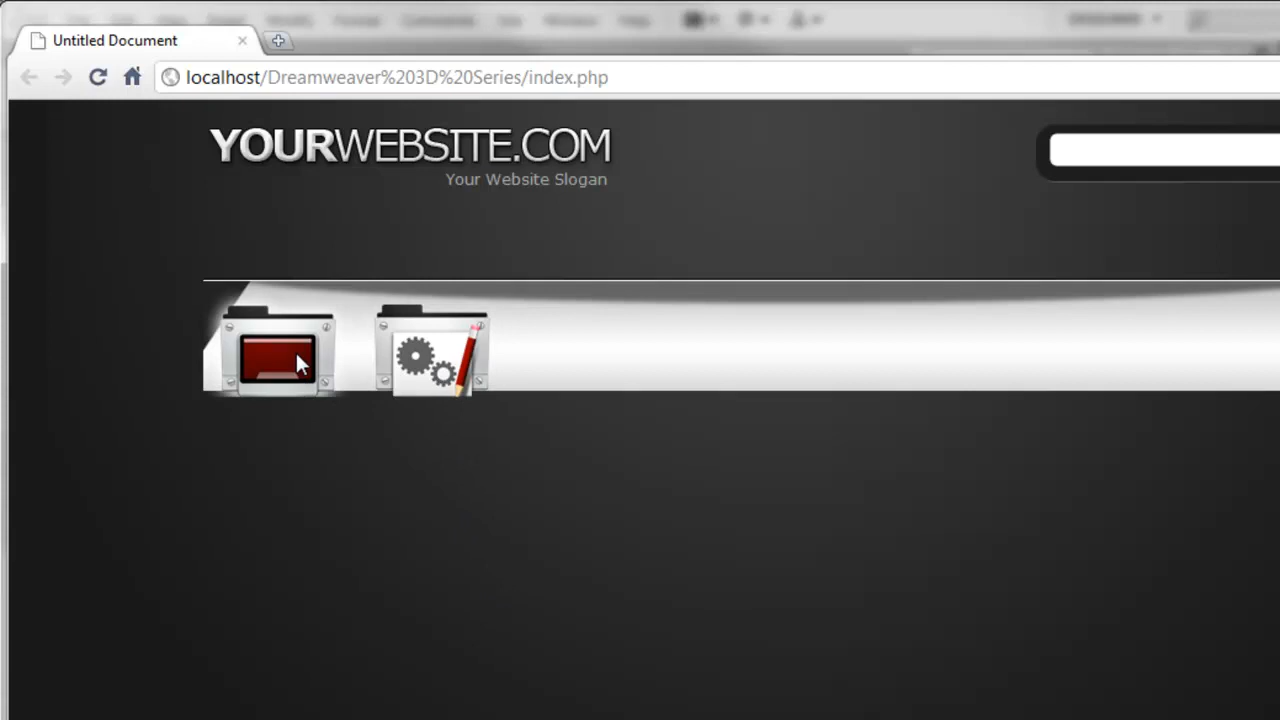 Untitled Document
localhost/Dreamweaver%203D%20Series/index.php
YOURWEBSITE.COM
Your Website Slogan